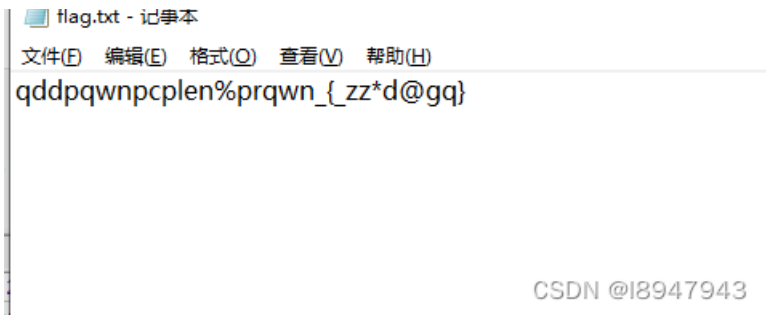 flag.txt - 记事本
文件(F) 编辑(E) 格式(O) 查看(V) 帮助(H)
qddpqwnpcplen%prqwn_{_zz*d@gq}
CSDN @l8947943